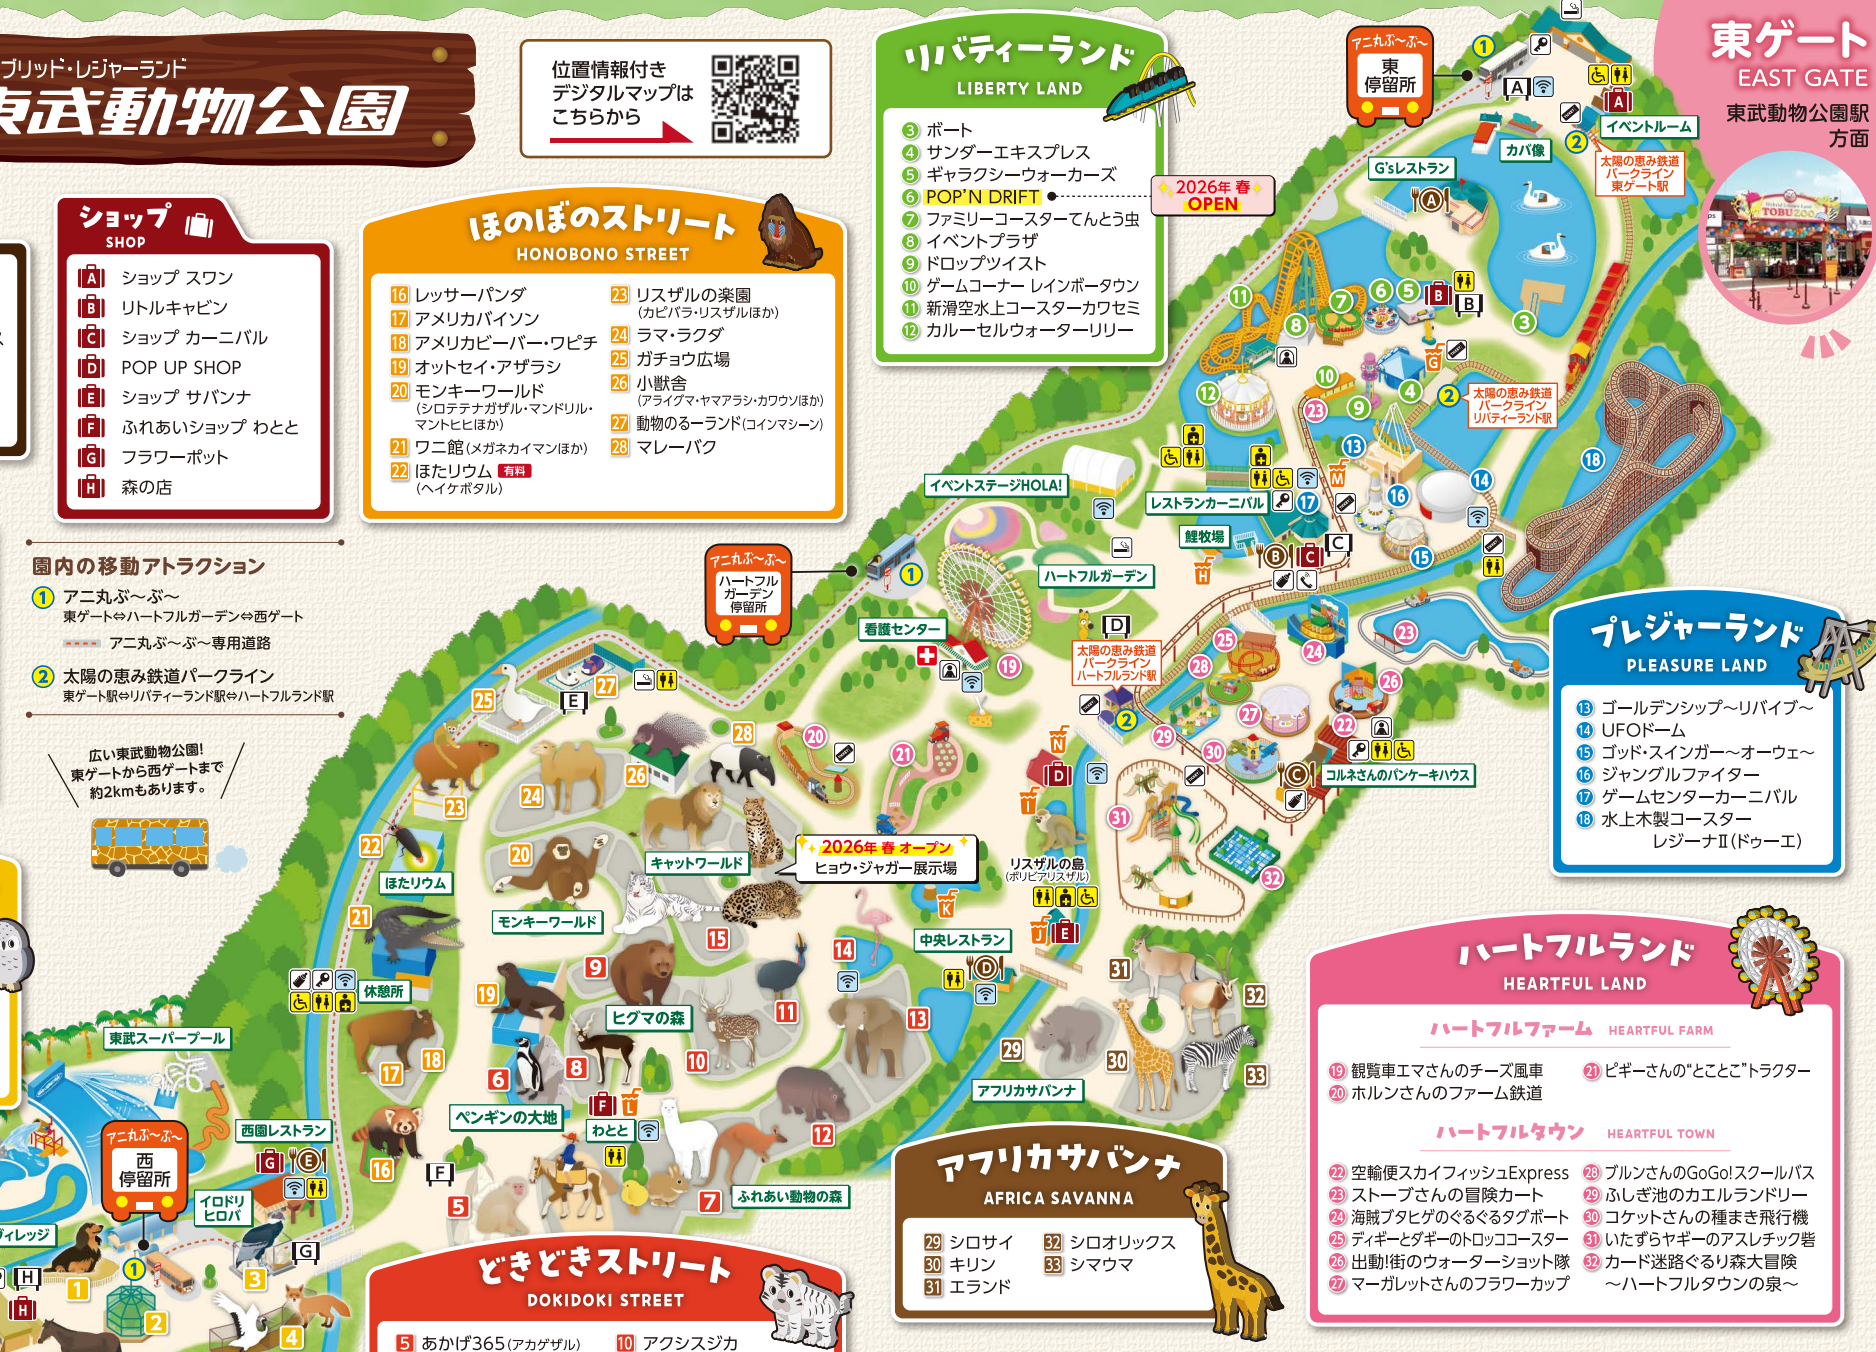 ブリッド・レジャーランド
東武動物公園
位置情報付き
デジタルマップは
こちらから
ショップ
SHOP
A ショップ スワン
B リトルキャビン
C ショップ カーニバル
D POP UP SHOP
E ショップ サバンナ
F ふれあいショップ わとと
G フラワーポット
H 森の店
ほのぼのストリート
HONOBONO STREET
16 レッサーパンダ
17 アメリカバイソン
18 アメリカビーバー・ワピチ
19 オットセイ・アザラシ
20 モンキーワールド
(シロテテナガザル・マンドリル・
マントヒヒほか)
21 ワニ館(メガネカイマンほか)
22 ほたリウム 有料
(ヘイケボタル)
23 リスザルの楽園
(カピバラ・リスザルほか)
24 ラマ・ラクダ
25 ガチョウ広場
26 小獣舎
(アライグマ・ヤマアラシ・カワウソほか)
27 動物のるーランド(コインマシーン)
28 マレーバク
リバティーランド
LIBERTY LAND
3 ボート
4 サンダーエキスプレス
5 ギャラクシーウォーカーズ
6 POP'N DRIFT
2026年 春
OPEN
7 ファミリーコースターてんとう虫
8 イベントプラザ
9 ドロップツイスト
10 ゲームコーナー レインボータウン
11 新滑空水上コースターカワセミ
12 カルーセルウォーターリリー
アニ丸ぶ〜ぶ〜
東
停留所
東ゲート
EAST GATE
東武動物公園駅
方面
TOBU ZOO
イベントルーム
カバ像
太陽の恵み鉄道
パークライン
東ゲート駅
G'sレストラン
太陽の恵み鉄道
パークライン
リバティーランド駅
イベントステージHOLA!
レストランカーニバル
鯉牧場
ハートフルガーデン
アニ丸ぶ〜ぶ〜
ハートフル
ガーデン
停留所
看護センター
太陽の恵み鉄道
パークライン
ハートフルランド駅
園内の移動アトラクション
1 アニ丸ぶ〜ぶ〜
東ゲート⇔ハートフルガーデン⇔西ゲート
アニ丸ぶ〜ぶ〜専用道路
2 太陽の恵み鉄道パークライン
東ゲート駅⇔リバティーランド駅⇔ハートフルランド駅
広い東武動物公園!
東ゲートから西ゲートまで
約2kmもあります。
プレジャーランド
PLEASURE LAND
13 ゴールデンシップ〜リバイブ〜
14 UFOドーム
15 ゴッド・スインガー〜オーウェ〜
16 ジャングルファイター
17 ゲームセンターカーニバル
18 水上木製コースター
レジーナⅡ(ドゥーエ)
コルネさんのパンケーキハウス
キャットワールド
2026年 春 オープン
ヒョウ・ジャガー展示場
リスザルの島
(ボリビアリスザル)
ほたリウム
モンキーワールド
中央レストラン
休憩所
ヒグマの森
東武スーパープール
アフリカサバンナ
ペンギンの大地
わとと
西園レストラン
アニ丸ぶ〜ぶ〜
西
停留所
イロドリ
ヒロバ
ふれあい動物の森
ヴィレッジ
ハートフルランド
HEARTFUL LAND
ハートフルファーム HEARTFUL FARM
19 観覧車エマさんのチーズ風車
20 ホルンさんのファーム鉄道
21 ピギーさんの“とことこ”トラクター
ハートフルタウン HEARTFUL TOWN
22 空輸便スカイフィッシュExpress
23 ストーブさんの冒険カート
24 海賊ブタヒゲのぐるぐるタグボート
25 ディギーとダギーのトロッココースター
26 出動!街のウォーターショット隊
27 マーガレットさんのフラワーカップ
28 ブルンさんのGoGo!スクールバス
29 ふしぎ池のカエルランドリー
30 コケットさんの種まき飛行機
31 いたずらヤギーのアスレチック砦
32 カード迷路ぐるり森大冒険
〜ハートフルタウンの泉〜
アフリカサバンナ
AFRICA SAVANNA
29 シロサイ
30 キリン
31 エランド
32 シロオリックス
33 シマウマ
どきどきストリート
DOKIDOKI STREET
5 あかげ365(アカゲザル)
10 アクシスジカ